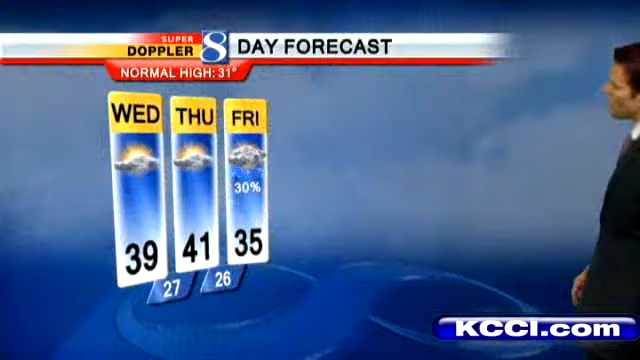 SUPER
DOPPLER 8 DAY FORECAST
NORMAL HIGH: 31°
WED THU FRI
30%
39 41 35
27 26
KCCI.com